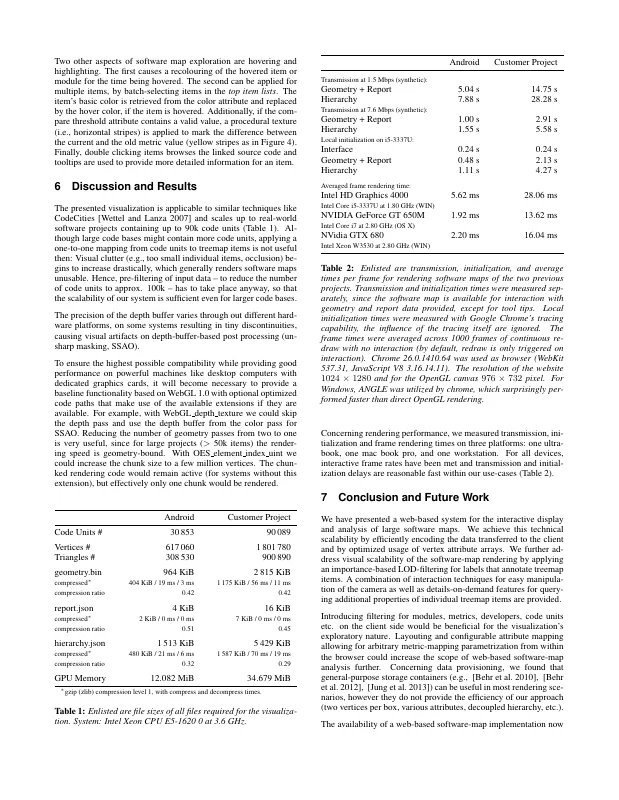 Two other aspects of software map exploration are hovering and
highlighting. The first causes a recolouring of the hovered item or
module for the time being hovered. The second can be applied for
multiple items, by batch-selecting items in the top item lists. The
item's basic color is retrieved from the color attribute and replaced
by the hover color, if the item is hovered. Additionally, if the com-
pare threshold attribute contains a valid value, a procedural texture
(i.e., horizontal stripes) is applied to mark the difference between
the current and the old metric value (yellow stripes as in Figure 4).
Finally, double clicking items browses the linked source code and
tooltips are used to provide more detailed information for an item.
6 Discussion and Results
The presented visualization is applicable to similar techniques like
CodeCities [Wettel and Lanza 2007] and scales up to real-world
software projects containing up to 90k code units (Table 1). Al-
though large code bases might contain more code units, applying a
one-to-one mapping from code units to treemap items is not useful
then: Visual clutter (e.g., too small individual items, occlusion) be-
gins to increase drastically, which generally renders software maps
unusable. Hence, pre-filtering of input data – to reduce the number
of code units to approx. 100k – has to take place anyway, so that
the scalability of our system is sufficient even for larger code bases.
The precision of the depth buffer varies through out different hard-
ware platforms, on some systems resulting in tiny discontinuities,
causing visual artifacts on depth-buffer-based post processing (un-
sharp masking, SSAO).
To ensure the highest possible compatibility while providing good
performance on powerful machines like desktop computers with
dedicated graphics cards, it will become necessary to provide a
baseline functionality based on WebGL 1.0 with optional optimized
code paths that make use of the available extensions if they are
available. For example, with WebGL_depth_texture we could skip
the depth pass and use the depth buffer from the color pass for
SSAO. Reducing the number of geometry passes from two to one
is very useful, since for large projects (> 50k items) the render-
ing speed is geometry-bound. With OES_element_index_uint we
could increase the chunk size to a few million vertices. The chun-
ked rendering code would remain active (for systems without this
extension), but effectively only one chunk would be rendered.
Android Customer Project
Code Units # 30 853 90 089
Vertices # 617 060 1 801 780
Triangles # 308 530 900 890
geometry.bin 964 KiB 2 815 KiB
compressed* 404 KiB / 19 ms / 3 ms 1 175 KiB / 56 ms / 11 ms
compression ratio 0.42 0.42
report.json 4 KiB 16 KiB
compressed* 2 KiB / 0 ms / 0 ms 7 KiB / 0 ms / 0 ms
compression ratio 0.51 0.45
hierarchy.json 1 513 KiB 5 429 KiB
compressed* 480 KiB / 21 ms / 6 ms 1 587 KiB / 70 ms / 19 ms
compression ratio 0.32 0.29
GPU Memory 12.082 MiB 34.679 MiB
* gzip (zlib) compression level 1, with compress and decompress times.
Table 1: Enlisted are file sizes of all files required for the visualiza-
tion. System: Intel Xeon CPU E5-1620 0 at 3.6 GHz.
Android Customer Project
Transmission at 1.5 Mbps (synthetic):
Geometry + Report 5.04 s 14.75 s
Hierarchy 7.88 s 28.28 s
Transmission at 7.6 Mbps (synthetic):
Geometry + Report 1.00 s 2.91 s
Hierarchy 1.55 s 5.58 s
Local initialization on i5-3337U:
Interface 0.24 s 0.24 s
Geometry + Report 0.48 s 2.13 s
Hierarchy 1.11 s 4.27 s
Averaged frame rendering time:
Intel HD Graphics 4000 5.62 ms 28.06 ms
Intel Core i5-3337U at 1.80 GHz (WIN)
NVIDIA GeForce GT 650M 1.92 ms 13.62 ms
Intel Core i7 at 2.80 GHz (OS X)
NVidia GTX 680 2.20 ms 16.04 ms
Intel Xeon W3530 at 2.80 GHz (WIN)
Table 2: Enlisted are transmission, initialization, and average
times per frame for rendering software maps of the two previous
projects. Transmission and initialization times were measured sep-
arately, since the software map is available for interaction with
geometry and report data provided, except for tool tips. Local
initialization times were measured with Google Chrome's tracing
capability, the influence of the tracing itself are ignored. The
frame times were averaged across 1000 frames of continuous re-
draw with no interaction (by default, redraw is only triggered on
interaction). Chrome 26.0.1410.64 was used as browser (WebKit
537.31, JavaScript V8 3.16.14.11). The resolution of the website
1024 × 1280 and for the OpenGL canvas 976 × 732 pixel. For
Windows, ANGLE was utilized by chrome, which surprisingly per-
formed faster than direct OpenGL rendering.
Concerning rendering performance, we measured transmission, ini-
tialization and frame rendering times on three platforms: one ultra-
book, one mac book pro, and one workstation. For all devices,
interactive frame rates have been met and transmission and initial-
ization delays are reasonable fast within our use-cases (Table 2).
7 Conclusion and Future Work
We have presented a web-based system for the interactive display
and analysis of large software maps. We achieve this technical
scalability by efficiently encoding the data transferred to the client
and by optimized usage of vertex attribute arrays. We further ad-
dress visual scalability of the software-map rendering by applying
an importance-based LOD-filtering for labels that annotate treemap
items. A combination of interaction techniques for easy manipula-
tion of the camera as well as details-on-demand features for query-
ing additional properties of individual treemap items are provided.
Introducing filtering for modules, metrics, developers, code units
etc. on the client side would be beneficial for the visualization's
exploratory nature. Layouting and configurable attribute mapping
allowing for arbitrary metric-mapping parametrization from within
the browser could increase the scope of web-based software-map
analysis further. Concerning data provisioning, we found that
general-purpose storage containers (e.g., [Behr et al. 2010], [Behr
et al. 2012], [Jung et al. 2013]) can be useful in most rendering sce-
narios, however they do not provide the efficiency of our approach
(two vertices per box, various attributes, decoupled hierarchy, etc.).
The availability of a web-based software-map implementation now